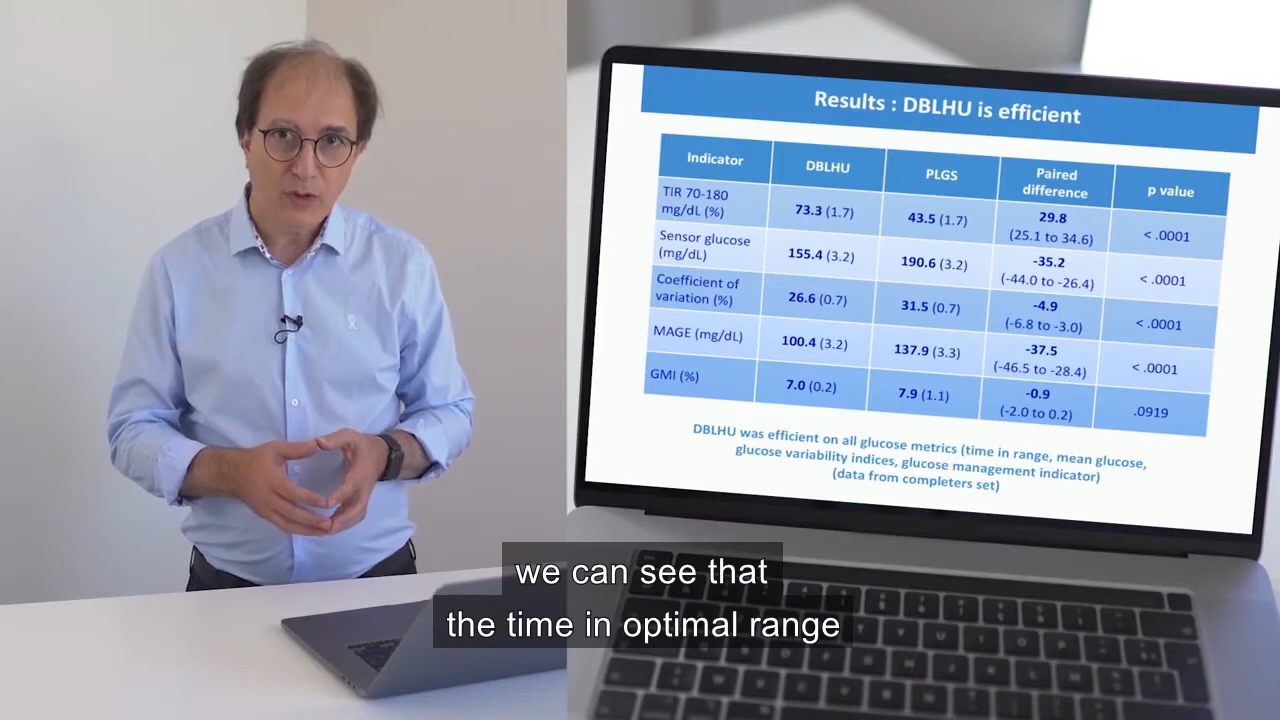 Results : DBLHU is efficient
Indicator DBLHU PLGS Paired difference p value
TIR 70-180 mg/dL (%) 73.3 (1.7) 43.5 (1.7) 29.8 (25.1 to 34.6) < .0001
Sensor glucose (mg/dL) 155.4 (3.2) 190.6 (3.2) -35.2 (-44.0 to -26.4) < .0001
Coefficient of variation (%) 26.6 (0.7) 31.5 (0.7) -4.9 (-6.8 to -3.0) < .0001
MAGE (mg/dL) 100.4 (3.2) 137.9 (3.3) -37.5 (-46.5 to -28.4) < .0001
GMI (%) 7.0 (0.2) 7.9 (1.1) -0.9 (-2.0 to 0.2) .0919
DBLHU was efficient on all glucose metrics (time in range, mean glucose,
glucose variability indices, glucose management indicator)
(data from completers set)
we can see that
the time in optimal range